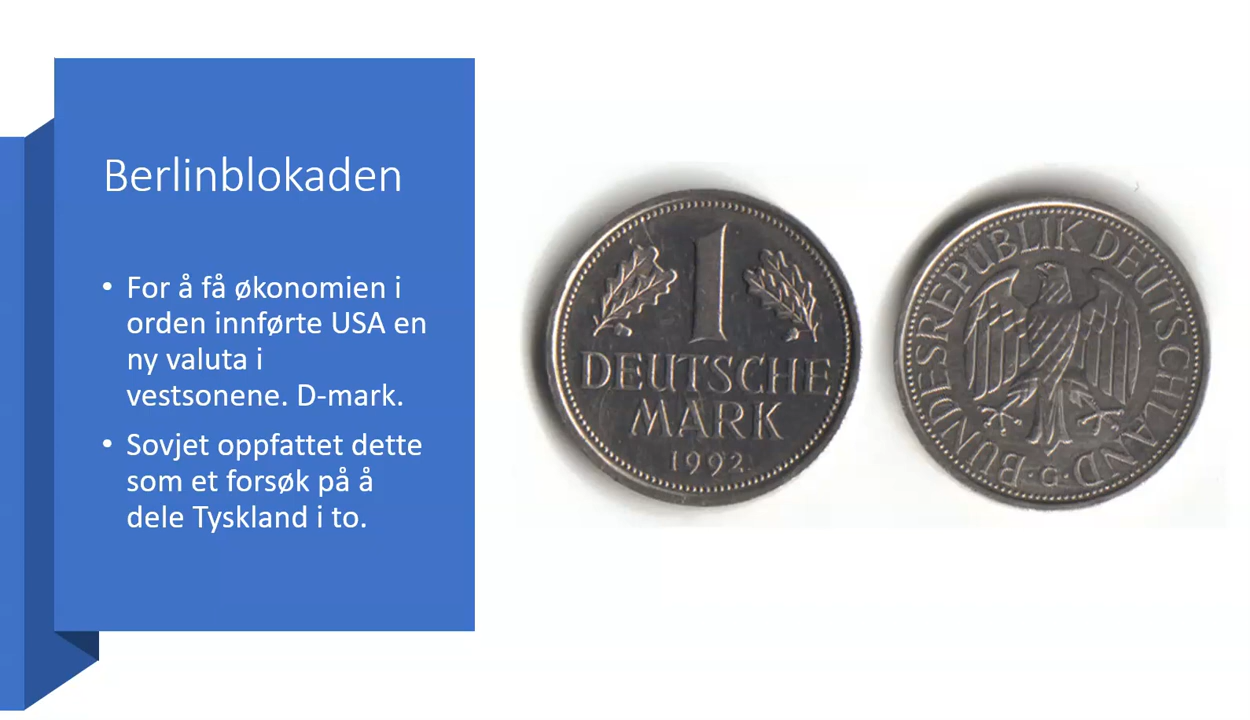 Berlinblokaden
• For å få økonomien i
orden innførte USA en
ny valuta i
vestsonene. D-mark.
• Sovjet oppfattet dette
som et forsøk på å
dele Tyskland i to.
1
DEUTSCHE
MARK
1992
BUNDESREPUBLIK DEUTSCHLAND
G